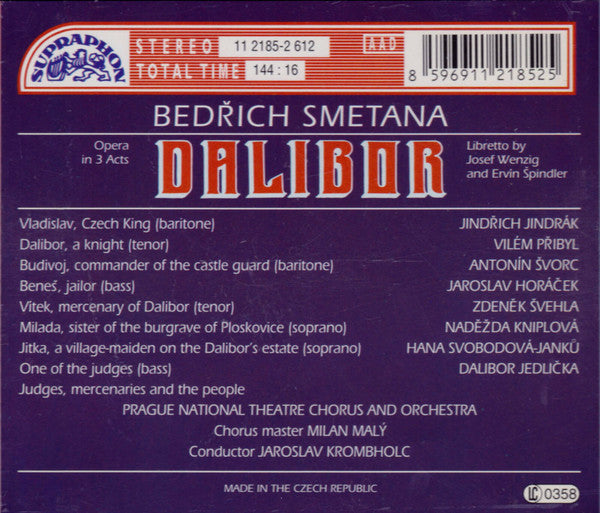 SUPRAPHON
STEREO 11 2185-2 612
TOTAL TIME 144 : 16
AAD
8 596911 218525
BEDŘICH SMETANA
Opera
in 3 Acts
DALIBOR
Libretto by
Josef Wenzig
and Ervín Špindler
Vladislav, Czech King (baritone) JINDŘICH JINDRÁK
Dalibor, a knight (tenor) VILÉM PŘIBYL
Budivoj, commander of the castle guard (baritone) ANTONÍN ŠVORC
Beneš, jailor (bass) JAROSLAV HORÁČEK
Vítek, mercenary of Dalibor (tenor) ZDENĚK ŠVEHLA
Milada, sister of the burgrave of Ploskovice (soprano) NADĚŽDA KNIPLOVÁ
Jitka, a village-maiden on the Dalibor´s estate (soprano) HANA SVOBODOVÁ-JANKŮ
One of the judges (bass) DALIBOR JEDLIČKA
Judges, mercenaries and the people
PRAGUE NATIONAL THEATRE CHORUS AND ORCHESTRA
Chorus master MILAN MALÝ
Conductor JAROSLAV KROMBHOLC
MADE IN THE CZECH REPUBLIC
LC 0358